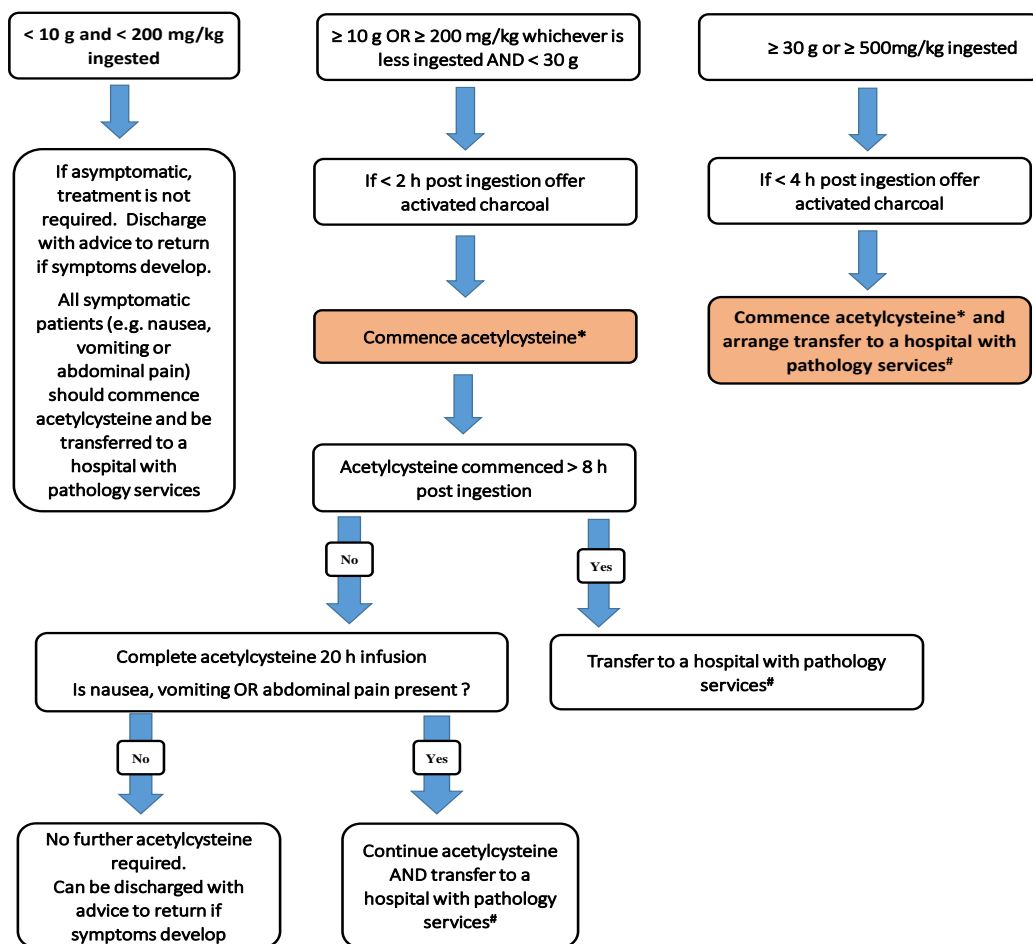 < 10 g and < 200 mg/kg
ingested
≥ 10 g OR ≥ 200 mg/kg whichever is
less ingested AND < 30 g
≥ 30 g or ≥ 500mg/kg ingested
If asymptomatic,
treatment is not
required. Discharge
with advice to return
if symptoms develop.
All symptomatic
patients (e.g. nausea,
vomiting or
abdominal pain)
should commence
acetylcysteine and be
transferred to a
hospital with
pathology services
If < 2 h post ingestion offer
activated charcoal
If < 4 h post ingestion offer
activated charcoal
Commence acetylcysteine*
Commence acetylcysteine* and
arrange transfer to a hospital with
pathology services#
Acetylcysteine commenced > 8 h
post ingestion
No
Yes
Complete acetylcysteine 20 h infusion
Is nausea, vomiting OR abdominal pain present ?
Transfer to a hospital with pathology
services#
No
Yes
No further acetylcysteine
required.
Can be discharged with
advice to return if
symptoms develop
Continue acetylcysteine
AND transfer to a
hospital with pathology
services#